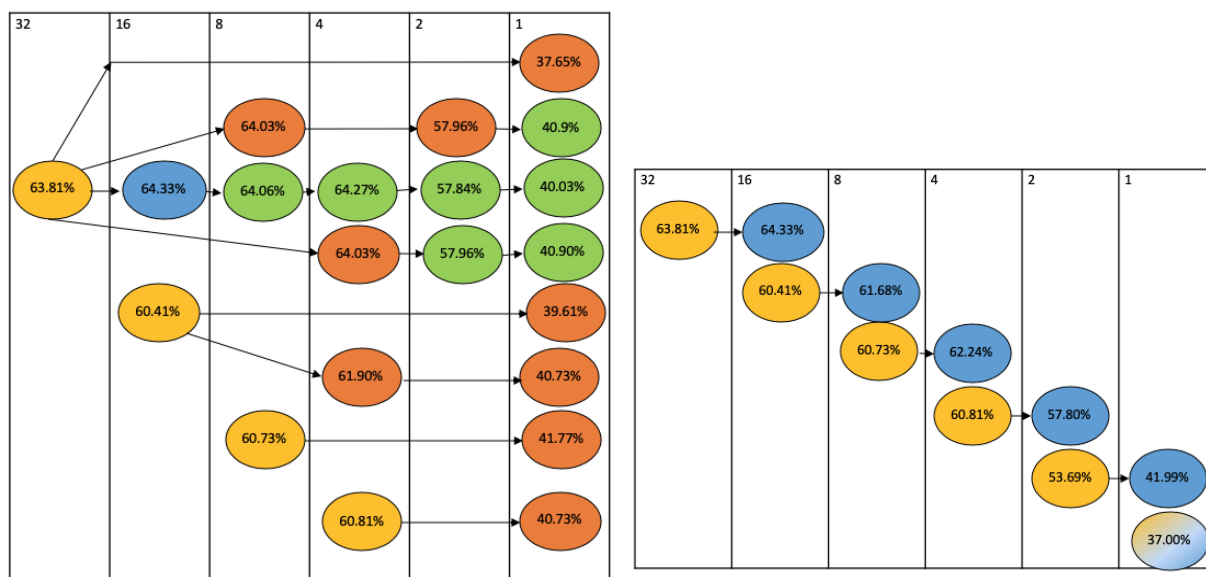 32 16 8 4 2 1
37.65%
64.03% 57.96% 40.9%
63.81% 64.33% 64.06% 64.27% 57.84% 40.03%
64.03% 57.96% 40.90%
60.41% 39.61%
61.90% 40.73%
60.73% 41.77%
60.81% 40.73%
32 16 8 4 2 1
63.81% 64.33%
60.41% 61.68%
60.73% 62.24%
60.81% 57.80%
53.69% 41.99%
37.00%